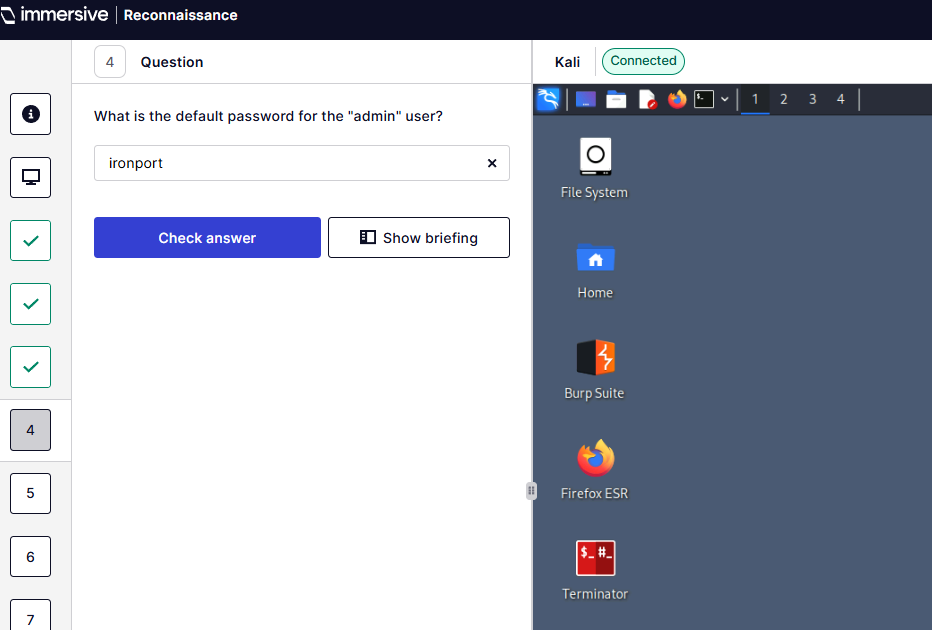 immersive Reconnaissance
4 Question
Kali Connected
1 2 3 4
What is the default password for the "admin" user?
ironport
Check answer Show briefing
4
5
6
7
File System
Home
Burp Suite
Firefox ESR
$_ #_
Terminator